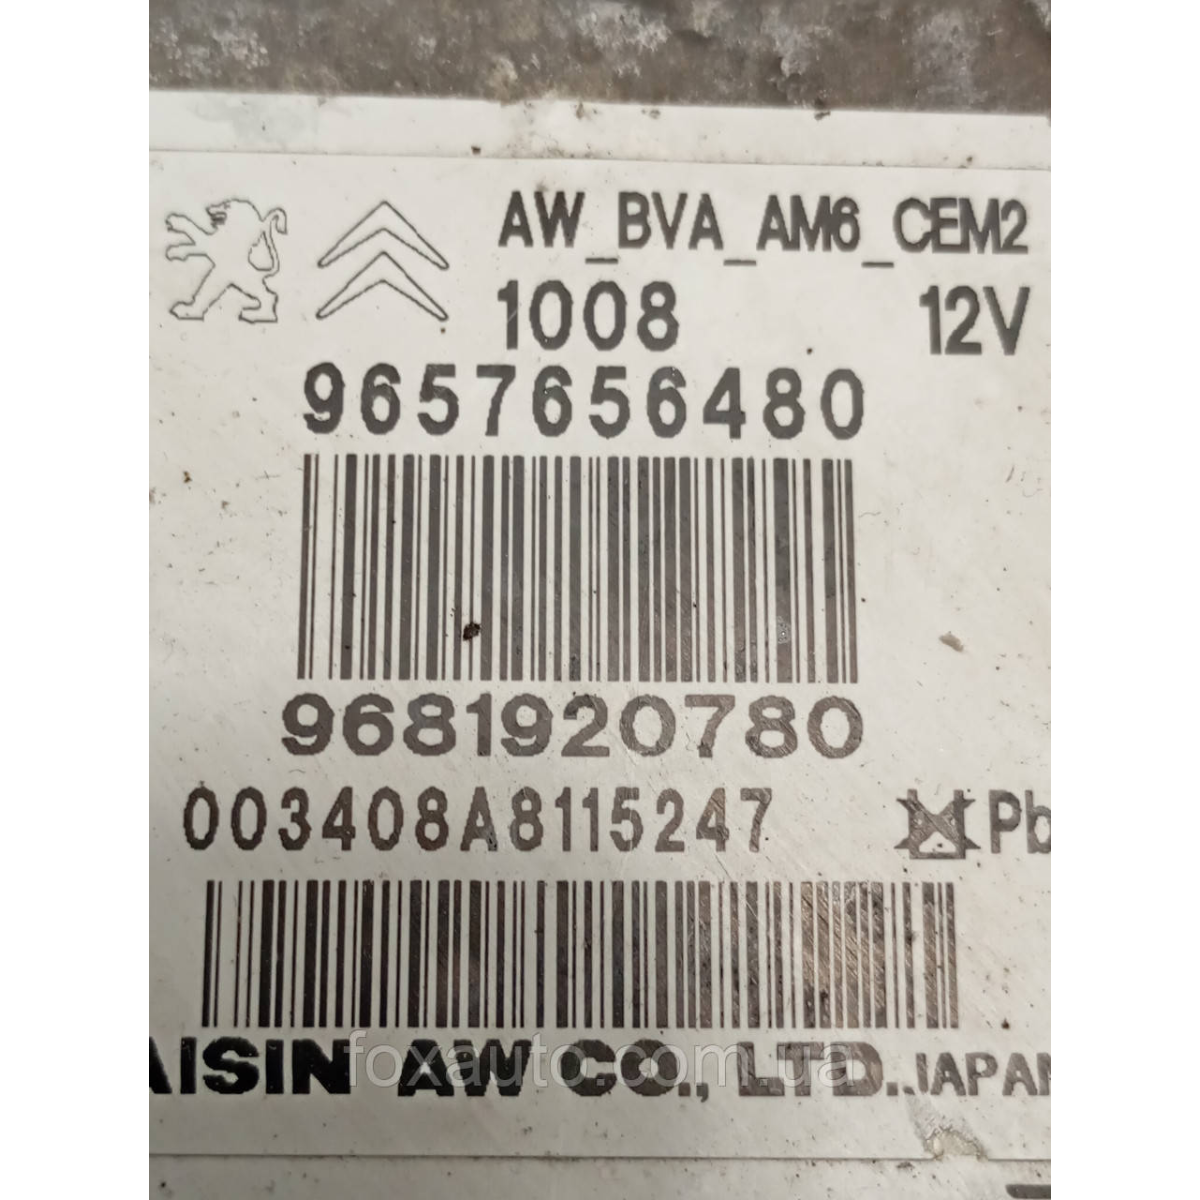 AW_BVA_AM6_CEM2
1008 12V
9657656480
9681920780
003408A8115247 Pb
AISIN AW CO., LTD. JAPAN
foxauto.com.ua